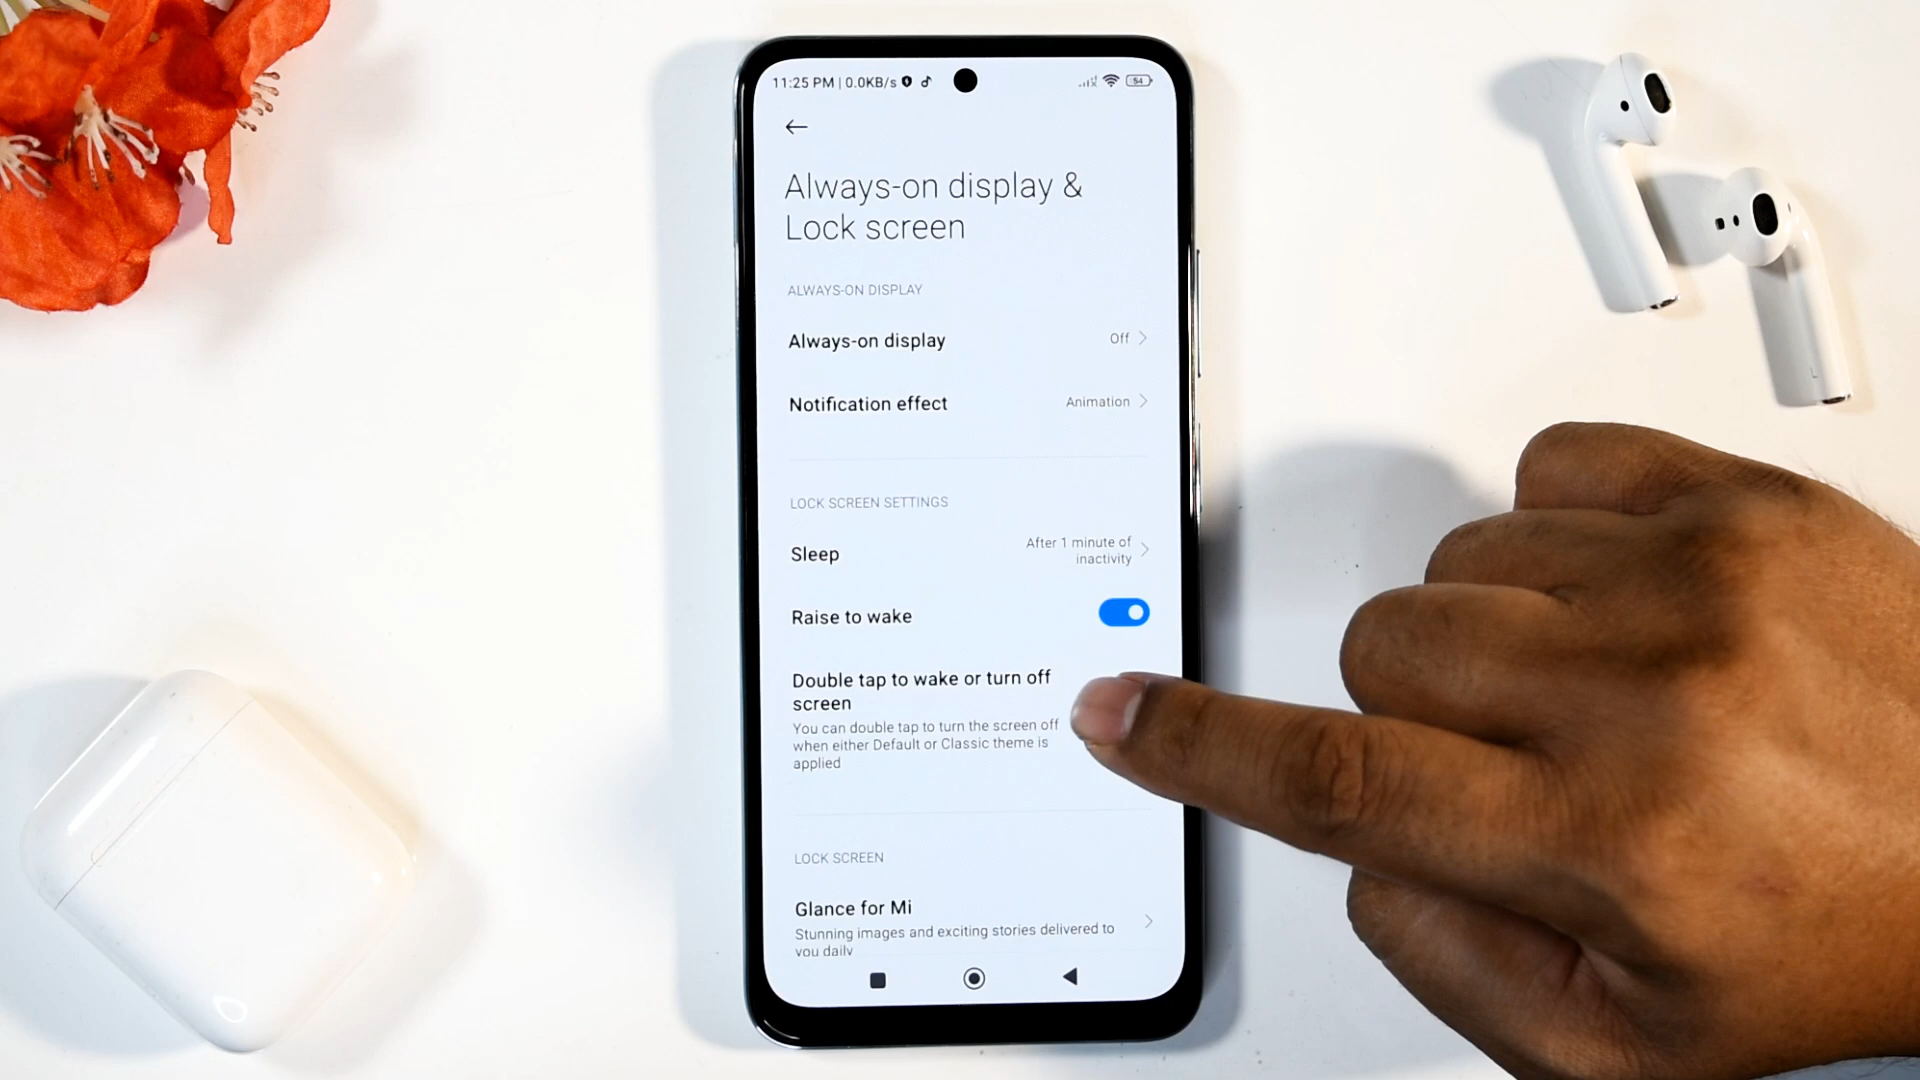 11:25 PM | 0.0KB/s
54
Always-on display &
Lock screen
ALWAYS-ON DISPLAY
Always-on display
Off
Notification effect
Animation
LOCK SCREEN SETTINGS
Sleep
After 1 minute of
inactivity
Raise to wake
Double tap to wake or turn off
screen
You can double tap to turn the screen off
when either Default or Classic theme is
applied
LOCK SCREEN
Glance for Mi
Stunning images and exciting stories delivered to
you daily
L